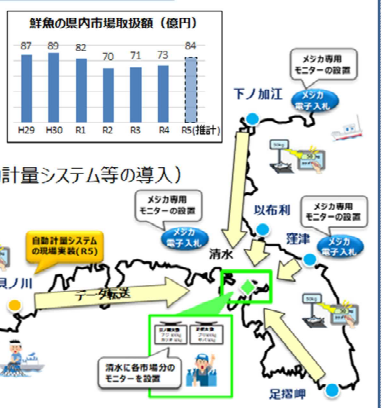 鮮魚の県内市場取扱額（億円）
87 89 82 70 71 73 84
H29 H30 R1 R2 R3 R4 R5(推計)
メジカ専用
モニターの設置
メジカ
電子入札
下ノ加江
動計量システム等の導入）
メジカ専用
モニターの設置
メジカ
電子入札
以布利
メジカ専用
モニターの設置
窪津
メジカ
電子入札
自動計量システム
の現場実装(R5)
清水
貝ノ川
データ転送
清水に各市場分の
モニターを設置
足摺岬